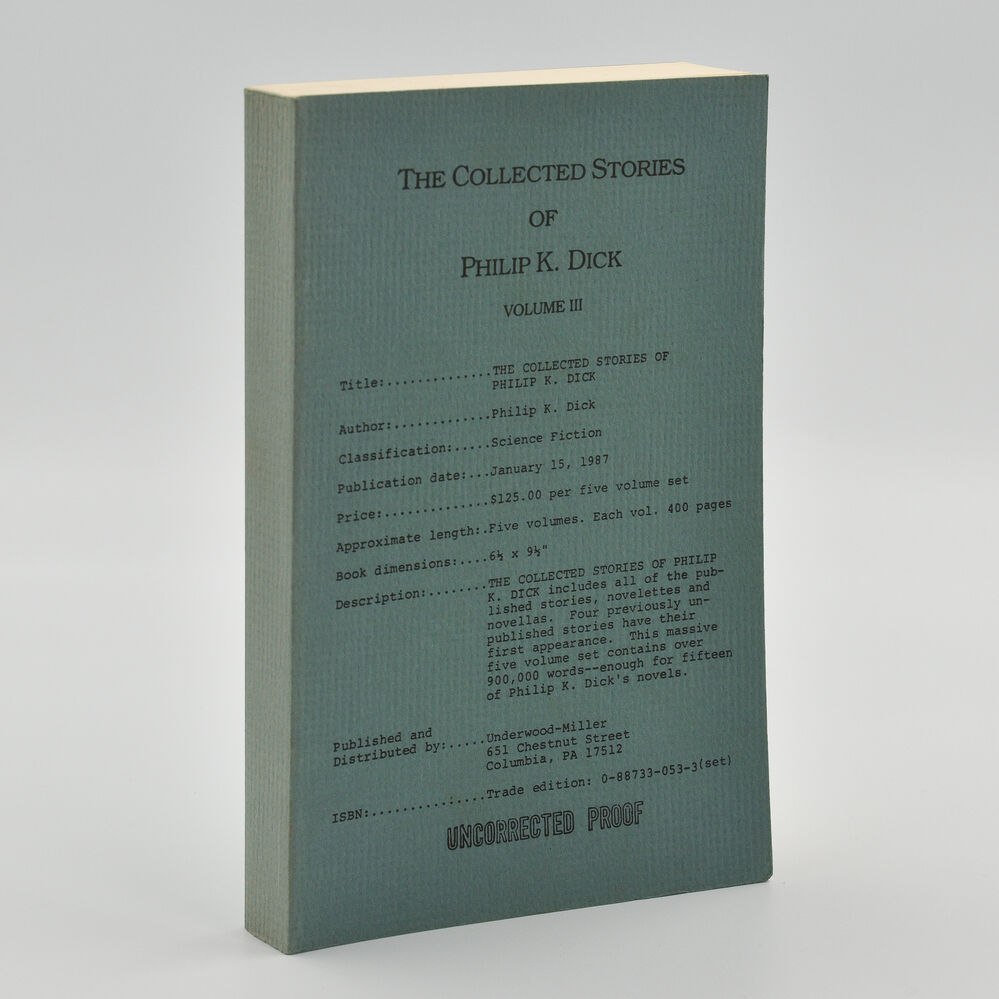 THE COLLECTED STORIES
OF
PHILIP K. DICK
VOLUME III
Title:..............THE COLLECTED STORIES OF
PHILIP K. DICK
Author:.............Philip K. Dick
Classification:.....Science Fiction
Publication date:...January 15, 1987
Price:..............$125.00 per five volume set
Approximate length:.Five volumes. Each vol. 400 pages
Book dimensions:....6½ x 9½"
Description:........THE COLLECTED STORIES OF PHILIP
K. DICK includes all of the pub-
lished stories, novelettes and
novellas. Four previously un-
published stories have their
first appearance. This massive
five volume set contains over
900,000 words--enough for fifteen
of Philip K. Dick's novels.
Published and
Distributed by:.....Underwood-Miller
651 Chestnut Street
Columbia, PA 17512
ISBN:...............Trade edition: 0-88733-053-3(set)
UNCORRECTED PROOF